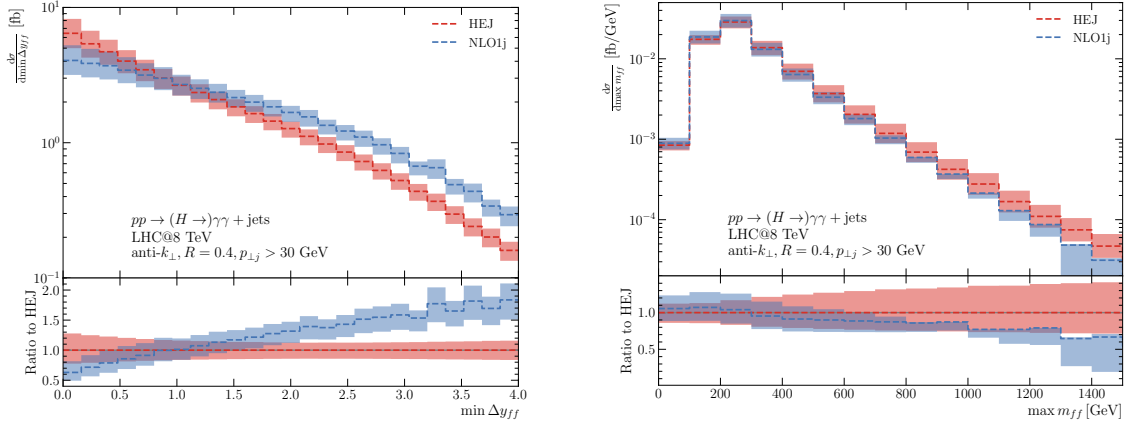 dσ/dmin Δy_ff [fb]
10^1
10^0
10^−1
HEJ
NLO1j
pp → (H →)γγ + jets
LHC@8 TeV
anti-k_⊥, R = 0.4, p_⊥j > 30 GeV
Ratio to HEJ
2.0
1.5
1.0
0.5
0.0 0.5 1.0 1.5 2.0 2.5 3.0 3.5 4.0
min Δy_ff
dσ/dmax m_ff [fb/GeV]
10^−2
10^−3
10^−4
HEJ
NLO1j
pp → (H →)γγ + jets
LHC@8 TeV
anti-k_⊥, R = 0.4, p_⊥j > 30 GeV
Ratio to HEJ
1.0
0.5
0 200 400 600 800 1000 1200 1400
max m_ff [GeV]